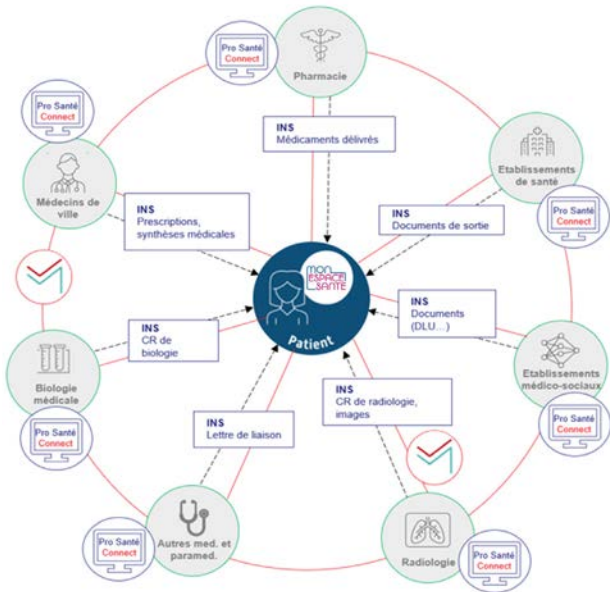 Pro Santé
Connect
Pharmacie
INS
Médicaments délivrés
Pro Santé
Connect
Médecins de
ville
INS
Prescriptions,
synthèses médicales
Etablissements
de santé
Pro Santé
Connect
INS
Documents de sortie
MON
ESPACE
SANTÉ
Patient
INS
CR de
biologie
Biologie
médicale
Pro Santé
Connect
INS
Documents
(DLU...)
Etablissements
médico-sociaux
Pro Santé
Connect
INS
Lettre de liaison
INS
CR de radiologie,
images
Autres med. et
paramed.
Pro Santé
Connect
Radiologie
Pro Santé
Connect